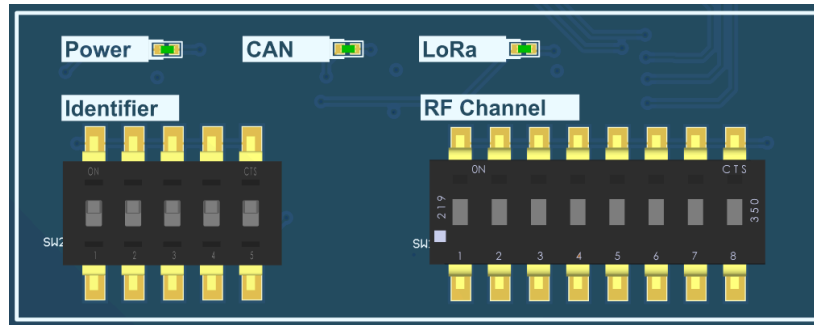 Power CAN LoRa
Identifier RF Channel
ON CTS
ON CTS
219
350
SW2
1 2 3 4 5
1 2 3 4 5 6 7 8